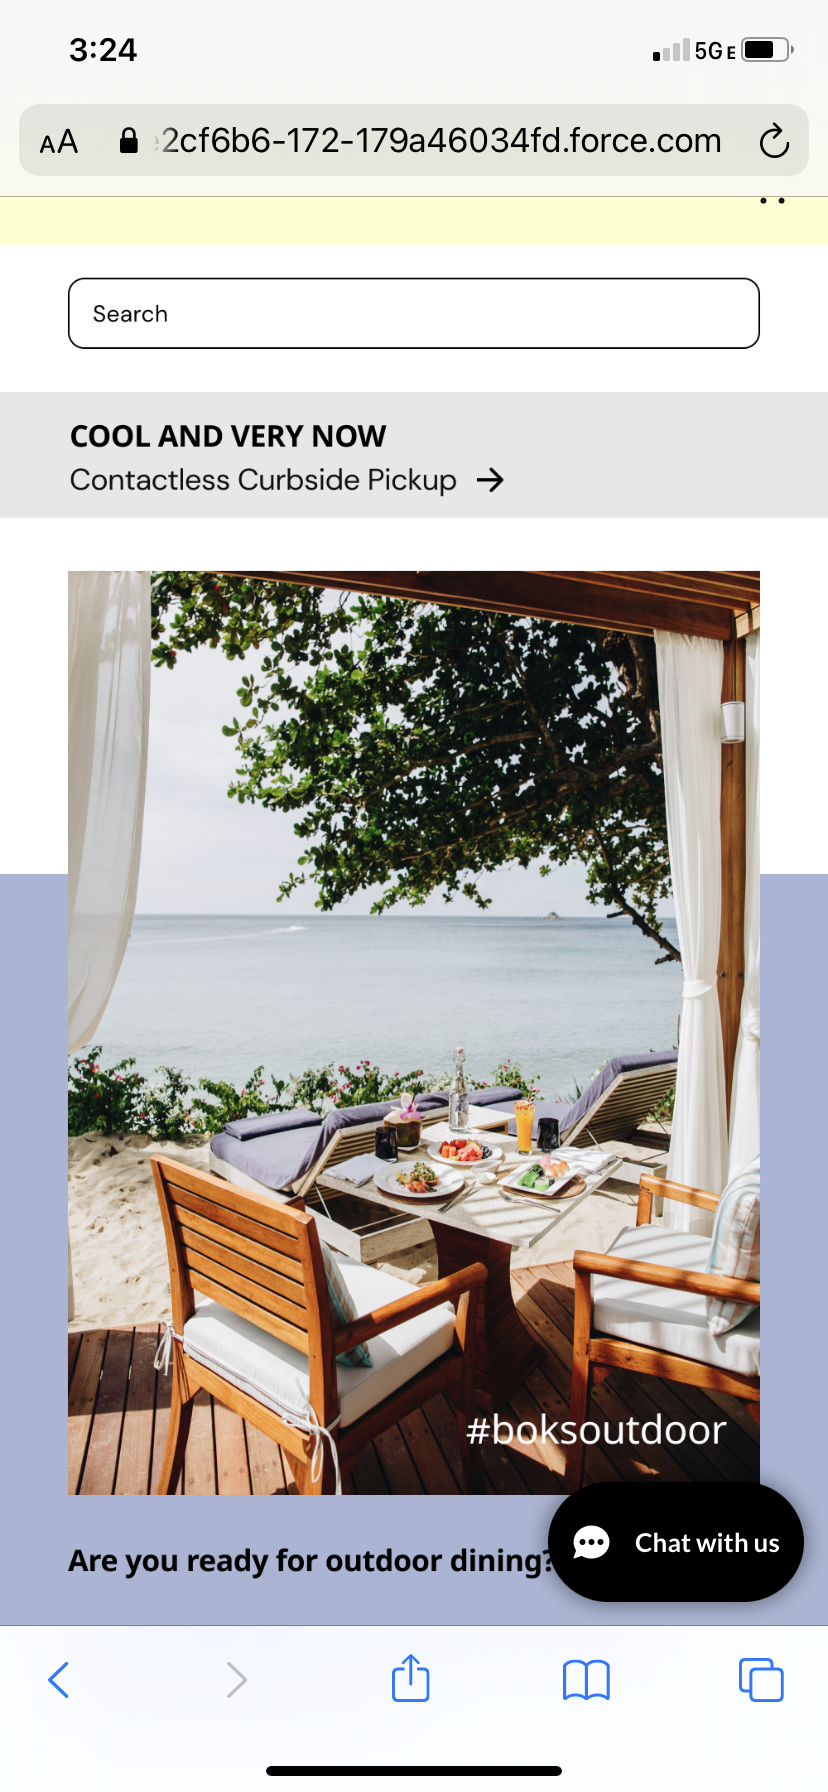 3:24
5G E
AA
2cf6b6-172-179a46034fd.force.com
Search
COOL AND VERY NOW
Contactless Curbside Pickup →
#boksoutdoor
Are you ready for outdoor dining?
Chat with us